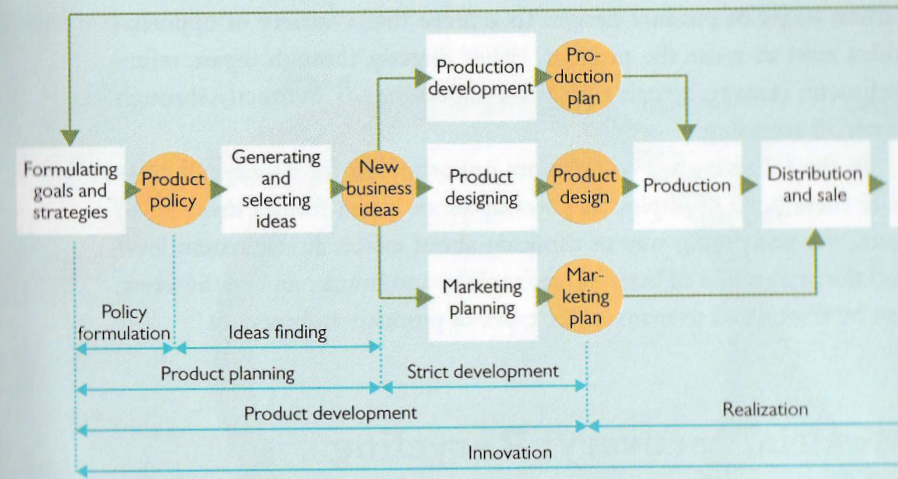 Production
development
Pro-
duction
plan
Formulating
goals and
strategies
Product
policy
Generating
and
selecting
ideas
New
business
ideas
Product
designing
Product
design
Production
Distribution
and sale
Marketing
planning
Mar-
keting
plan
Policy
formulation
Ideas finding
Product planning
Strict development
Product development
Realization
Innovation